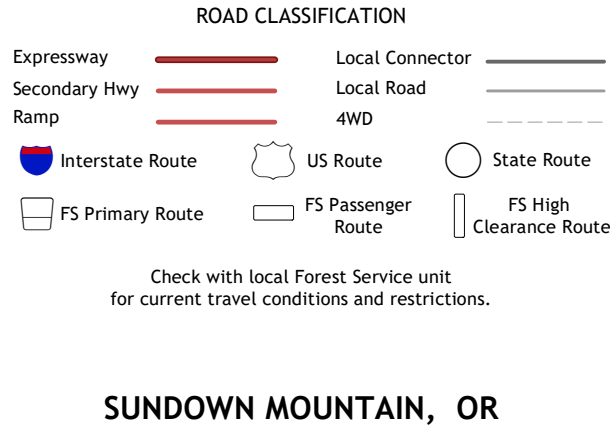 ROAD CLASSIFICATION
Expressway
Local Connector
Secondary Hwy
Local Road
Ramp
4WD
Interstate Route
US Route
State Route
FS Primary Route
FS Passenger
Route
FS High
Clearance Route
Check with local Forest Service unit
for current travel conditions and restrictions.
SUNDOWN MOUNTAIN, OR